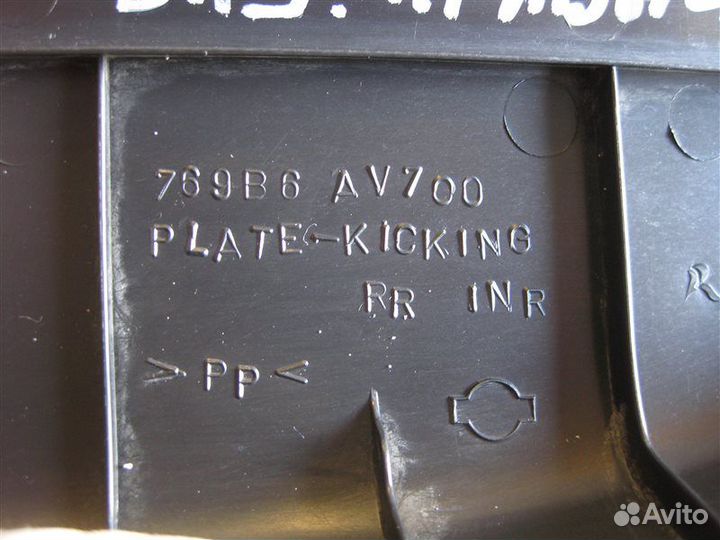 769B6 AV700
PLATE-KICKING
RR INR
>PP<
R
Avito